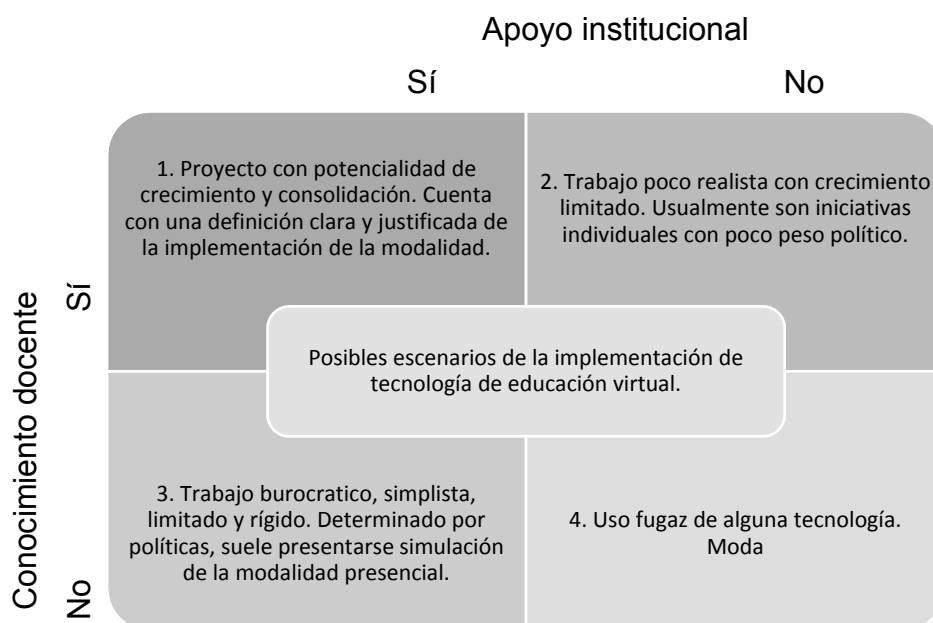 Apoyo institucional
Sí
No
Conocimiento docente
Sí
1. Proyecto con potencialidad de
crecimiento y consolidación. Cuenta
con una definición clara y justificada de
la implementación de la modalidad.
2. Trabajo poco realista con crecimiento
limitado. Usualmente son iniciativas
individuales con poco peso político.
Posibles escenarios de la implementación de
tecnología de educación virtual.
No
3. Trabajo burocratico, simplista,
limitado y rígido. Determinado por
políticas, suele presentarse simulación
de la modalidad presencial.
4. Uso fugaz de alguna tecnología.
Moda